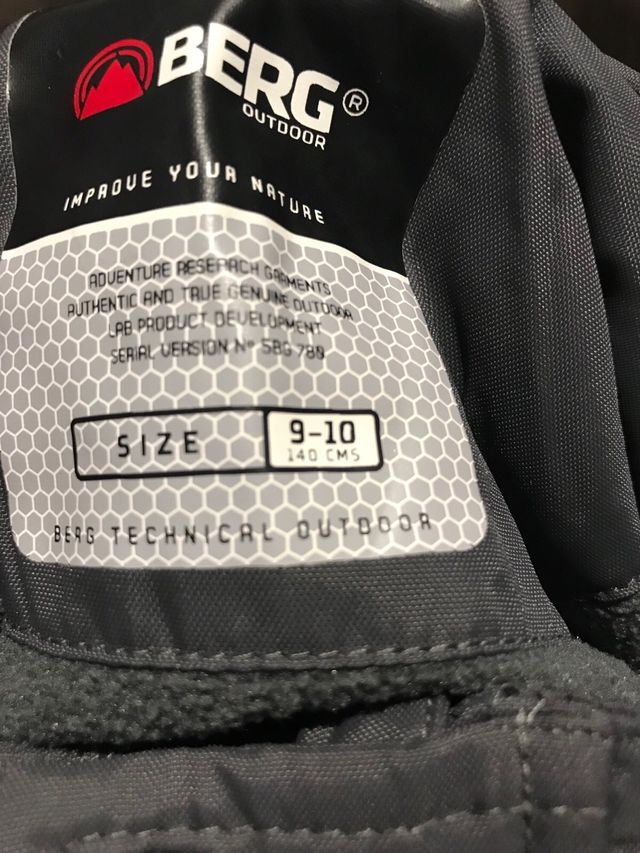 BERG®
OUTDOOR
IMPROVE YOUR NATURE
ADVENTURE RESEARCH GARMENTS
AUTHENTIC AND TRUE GENUINE OUTDOOR
LAB PRODUCT DEVELOPMENT
SERIAL VERSION Nº SBG 789
SIZE
9-10
140 CMS
BERG TECHNICAL OUTDOOR